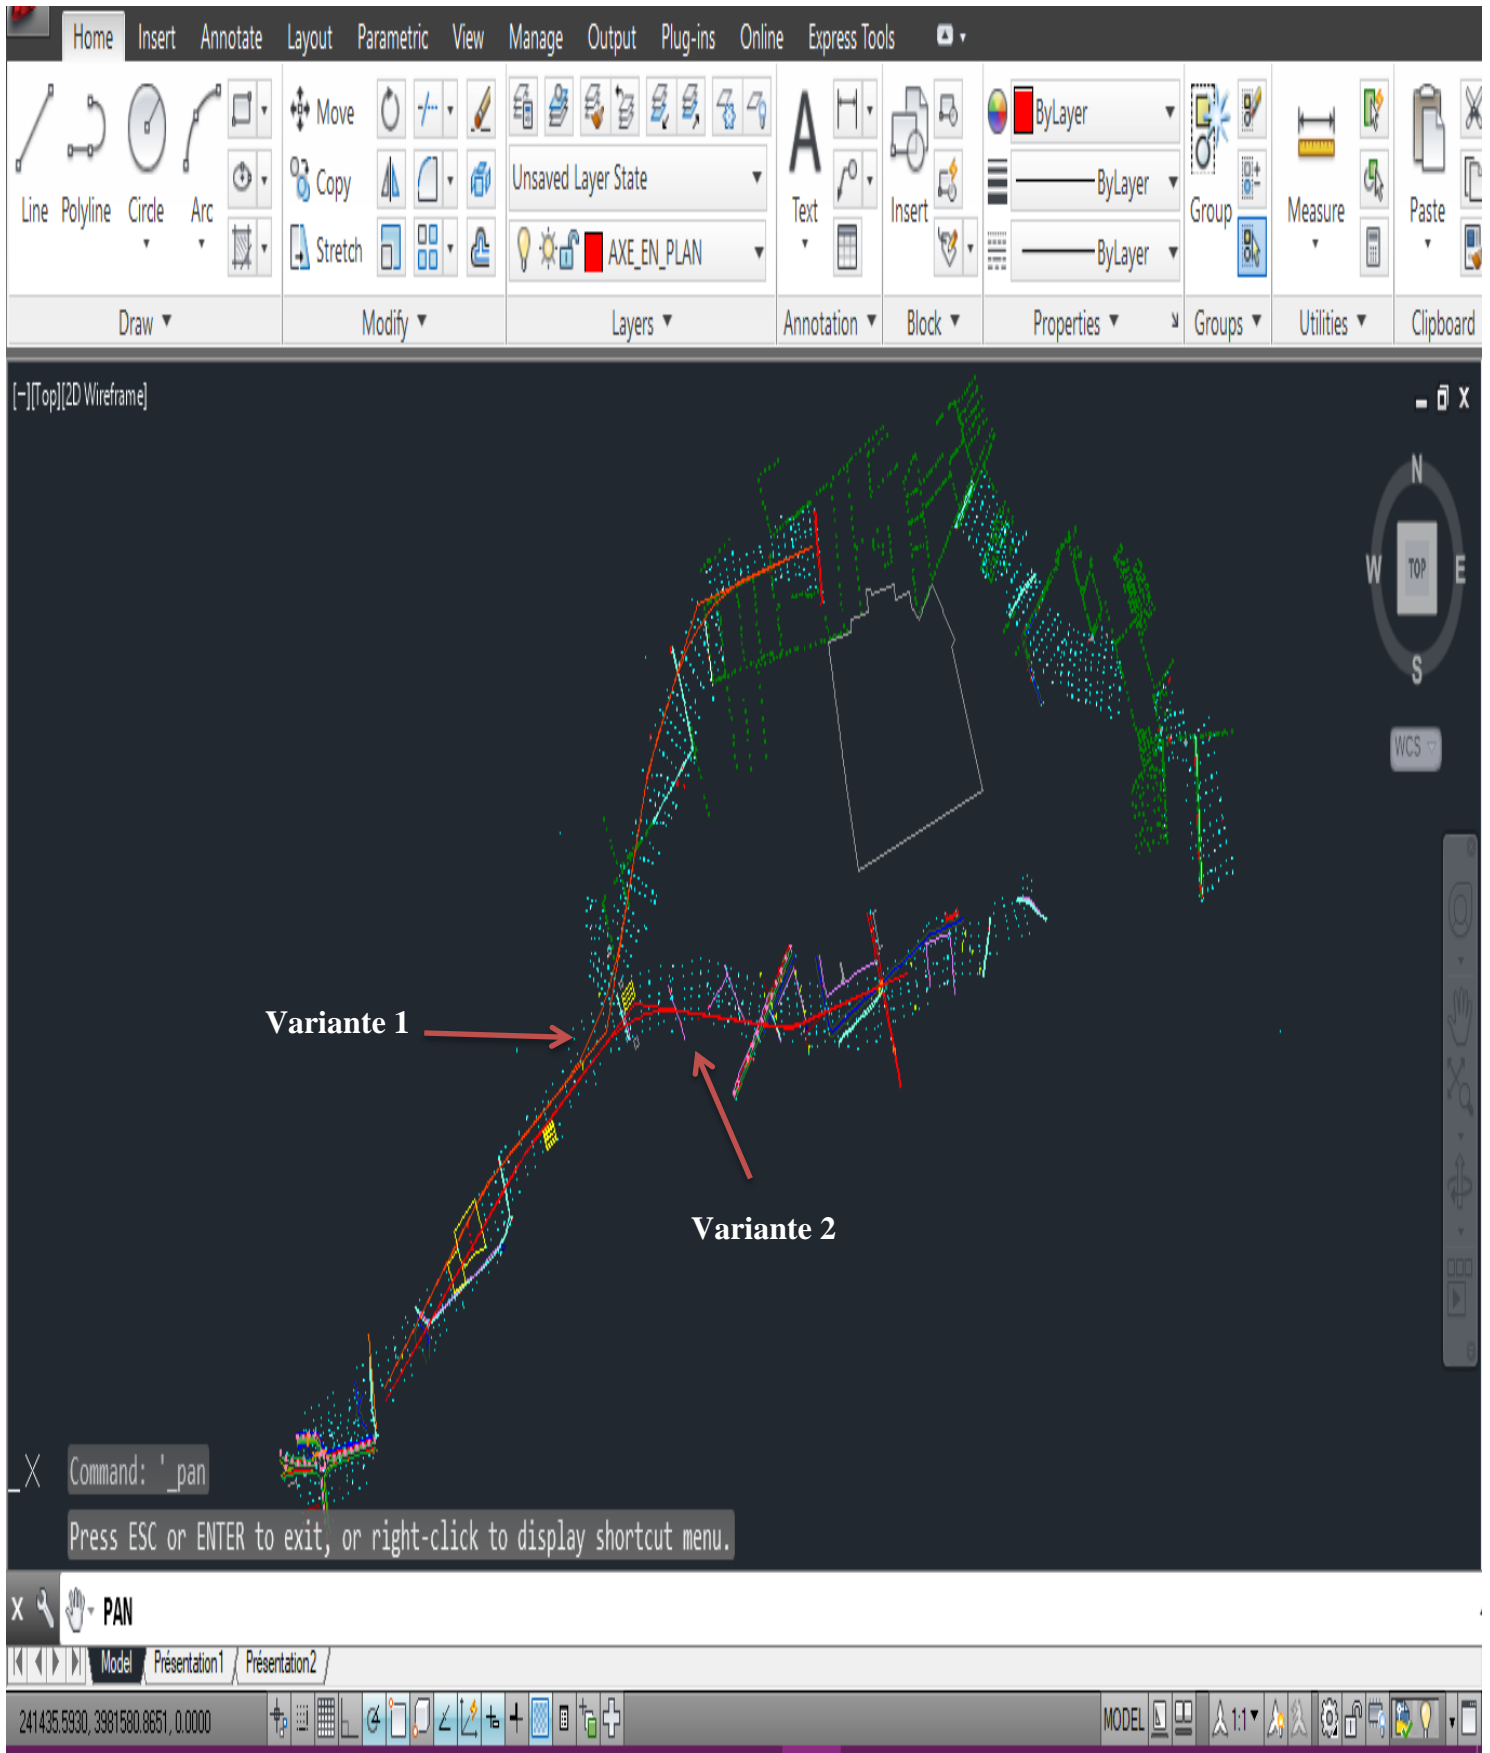 Home Insert Annotate Layout Parametric View Manage Output Plug-ins Online Express Tools
Move
ByLayer
Copy
Unsaved Layer State
ByLayer
Line Polyline Circle Arc
Text
Insert
Group
Measure
Paste
Stretch
AXE_EN_PLAN
ByLayer
Draw Modify Layers Annotation Block Properties Groups Utilities Clipboard
[−][Top][2D Wireframe]
N
W TOP E
S
WCS
Variante 1
Variante 2
Command: '_pan
Press ESC or ENTER to exit, or right-click to display shortcut menu.
PAN
Model Présentation1 Présentation2
241435.5930, 3981580.8651, 0.0000
MODEL 1:1